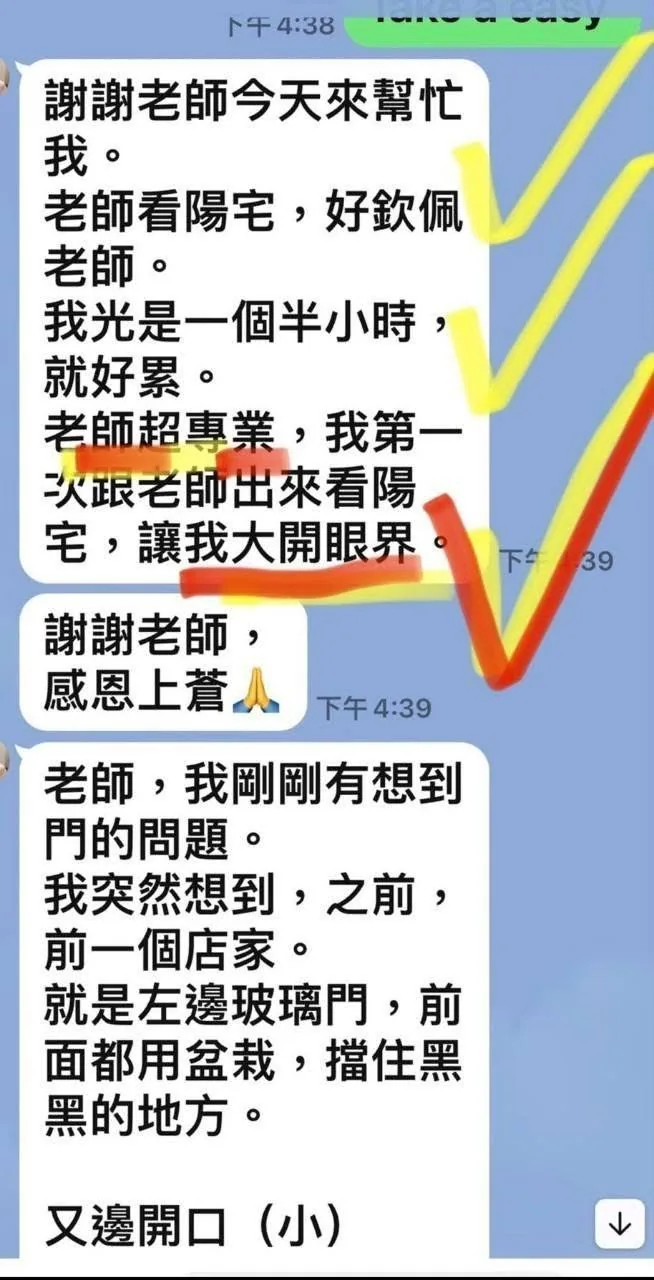 下午4:38
Take a easy
謝謝老師今天來幫忙
我。
老師看陽宅，好欽佩
老師。
我光是一個半小時，
就好累。
老師超專業，我第一
次跟老師出來看陽
宅，讓我大開眼界。
下午4:39
謝謝老師，
感恩上蒼🙏
下午4:39
老師，我剛剛有想到
門的問題。
我突然想到，之前，
前一個店家。
就是左邊玻璃門，前
面都用盆栽，擋住黑
黑的地方。
又邊開口（小）